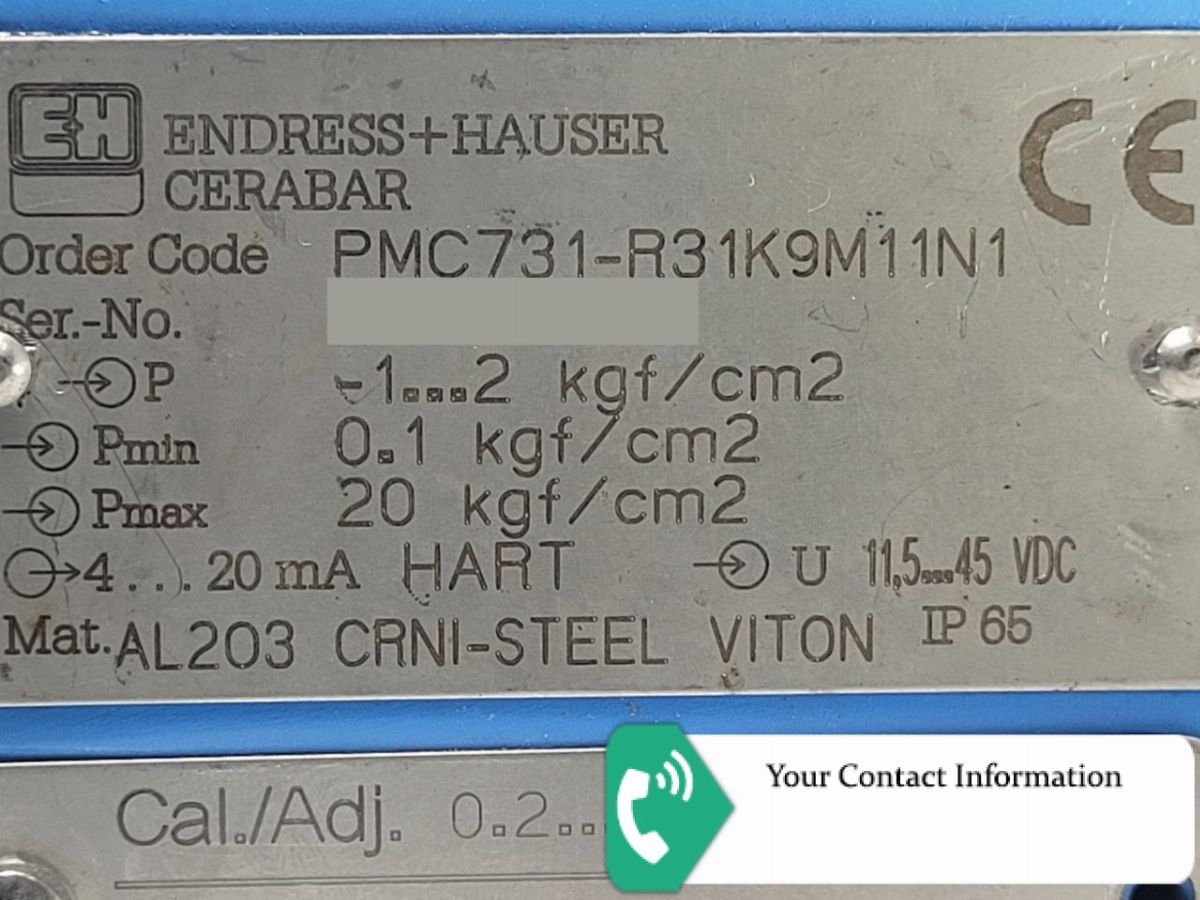 E+H ENDRESS+HAUSER
CERABAR
CE
Order Code PMC731-R31K9M11N1
Ser.-No.
P -1...2 kgf/cm2
Pmin 0.1 kgf/cm2
Pmax 20 kgf/cm2
4...20 mA HART U 11,5...45 VDC
Mat. AL2O3 CRNI-STEEL VITON IP 65
Cal./Adj. 0.2...
Your Contact Information